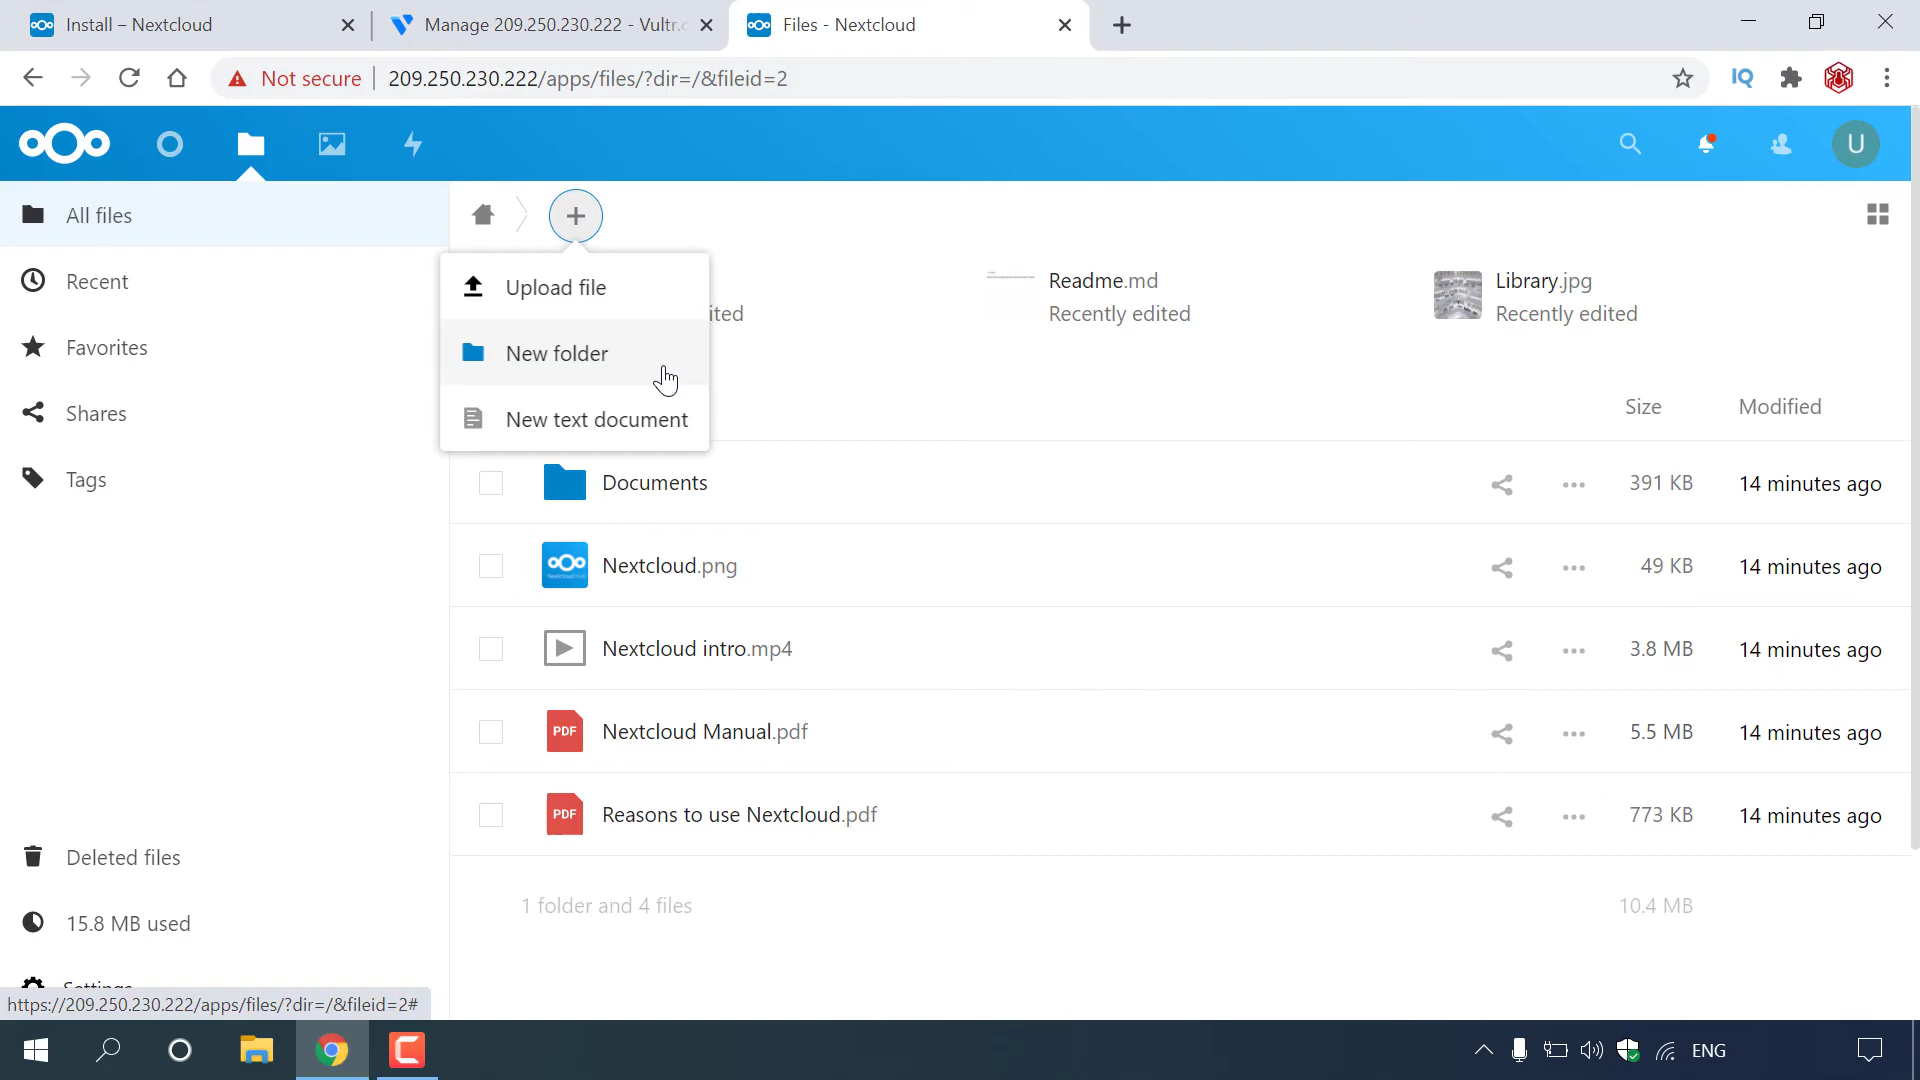 Install – Nextcloud
Manage 209.250.230.222 - Vultr.c
Files - Nextcloud
Not secure
209.250.230.222/apps/files/?dir=/&fileid=2
IQ
U
All files
Recent
Favorites
Shares
Tags
Upload file
New folder
New text document
ited
Readme.md
Recently edited
Library.jpg
Recently edited
Size Modified
Documents 391 KB 14 minutes ago
Nextcloud.png 49 KB 14 minutes ago
Nextcloud intro.mp4 3.8 MB 14 minutes ago
PDF Nextcloud Manual.pdf 5.5 MB 14 minutes ago
PDF Reasons to use Nextcloud.pdf 773 KB 14 minutes ago
1 folder and 4 files 10.4 MB
Deleted files
15.8 MB used
Settings
https://209.250.230.222/apps/files/?dir=/&fileid=2#
ENG